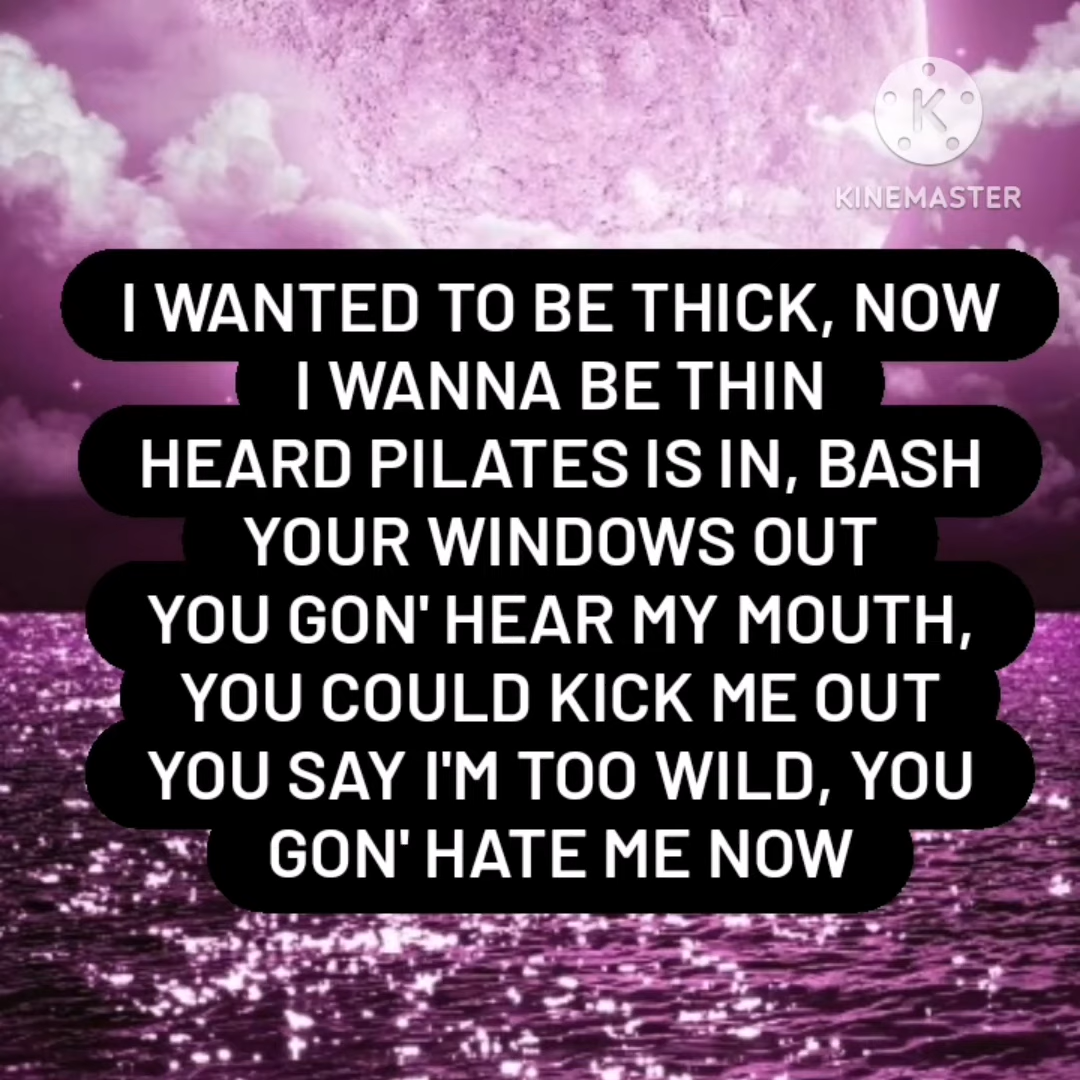 K
KINEMASTER
I WANTED TO BE THICK, NOW
I WANNA BE THIN
HEARD PILATES IS IN, BASH
YOUR WINDOWS OUT
YOU GON' HEAR MY MOUTH,
YOU COULD KICK ME OUT
YOU SAY I'M TOO WILD, YOU
GON' HATE ME NOW